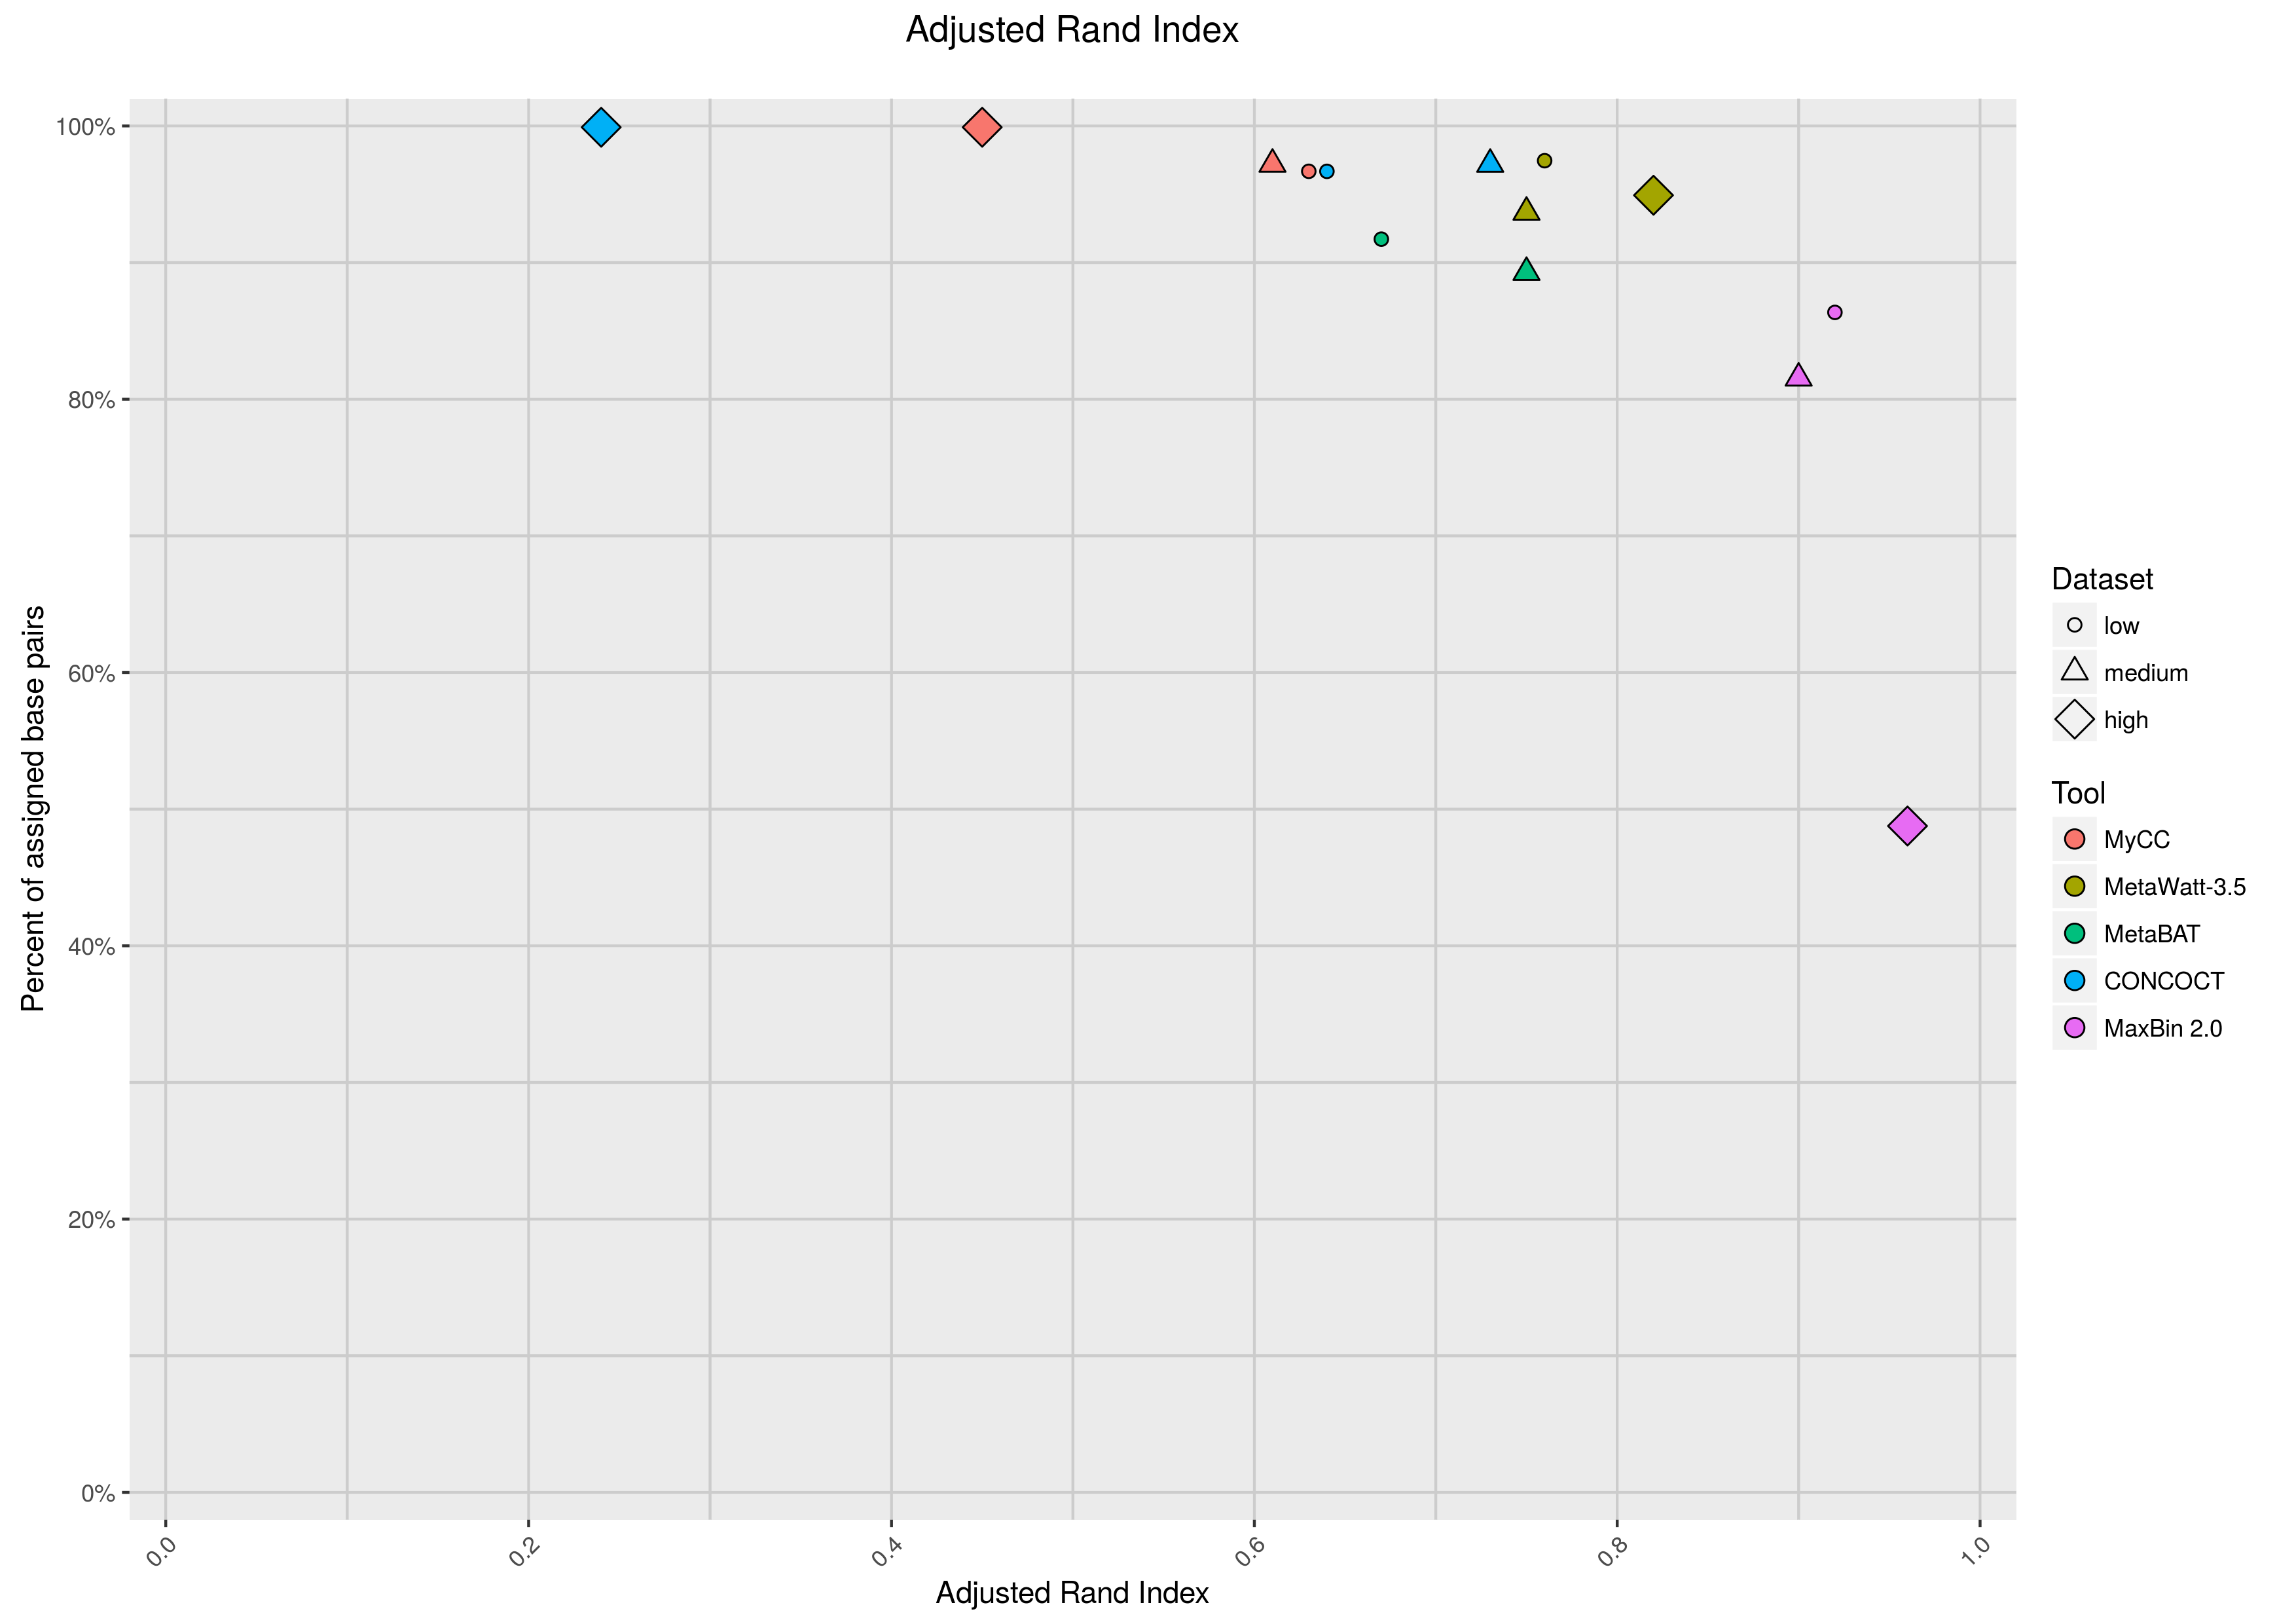 Adjusted Rand Index
100%
80%
60%
40%
20%
0%
Percent of assigned base pairs
0.0
0.2
0.4
0.6
0.8
1.0
Adjusted Rand Index
Dataset
low
medium
high
Tool
MyCC
MetaWatt-3.5
MetaBAT
CONCOCT
MaxBin 2.0